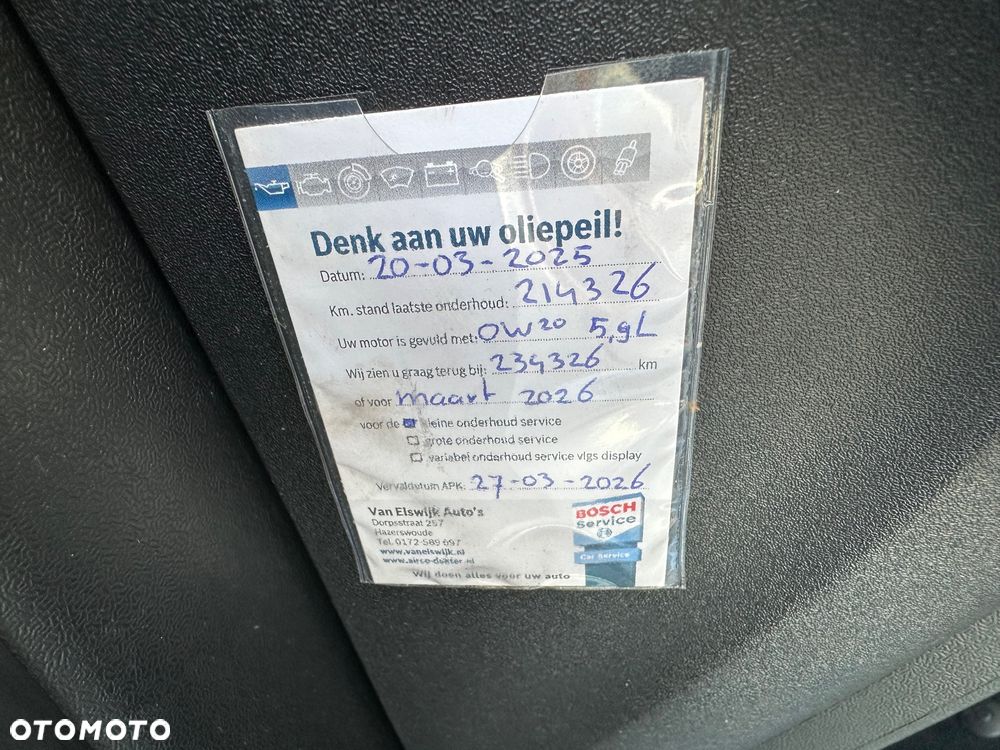 Denk aan uw oliepeil!
Datum: 20-03-2025
Km. stand laatste onderhoud: 214326
Uw motor is gevuld met: 0W20 5,9L
Wij zien u graag terug bij: 234326 km
of voor maart 2026
voor de kleine onderhoud service
grote onderhoud service
variabel onderhoud service vlgs display
Vervaldatum APK: 27-03-2026
Van Elswijk Auto's
Dorpsstraat 257
Hazerswoude
Tel. 0172-589 697
www.vanelswijk.nl
www.airco-dokter.nl
Wij doen alles voor uw auto
BOSCH
Service
Car Service
OTOMOTO